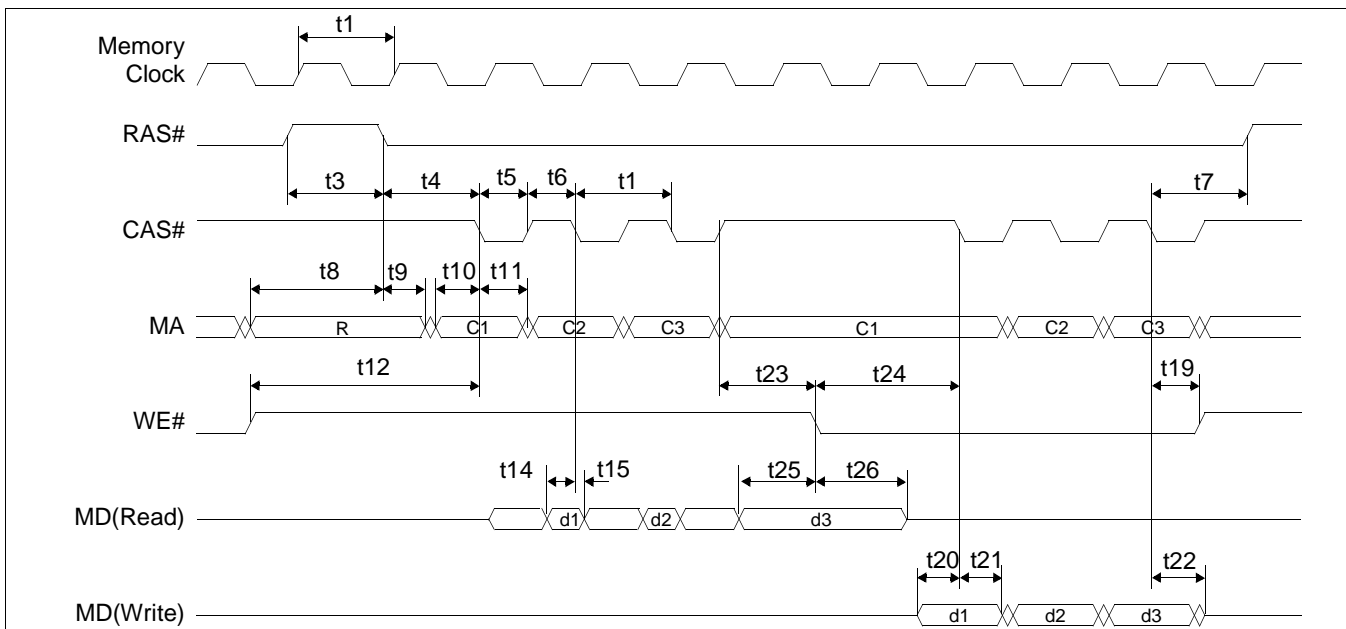 t1
Memory
Clock
RAS#
t3 t4 t5 t6 t1 t7
CAS#
t8 t9 t10 t11
MA R C1 C2 C3 C1 C2 C3
t12 t23 t24 t19
WE#
t14 t15 t25 t26
MD(Read) d1 d2 d3
t20 t21 t22
MD(Write) d1 d2 d3